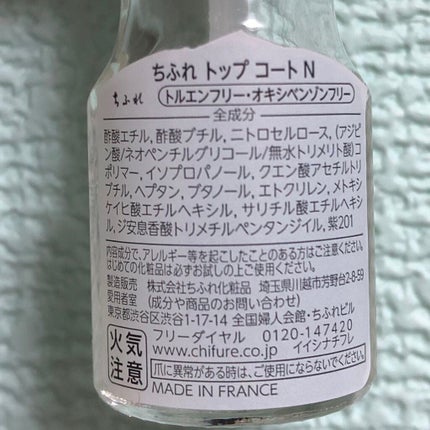 ちふれ トップ コート N
ちふれ
トルエンフリー・オキシベンゾンフリー
全成分
酢酸エチル, 酢酸ブチル, ニトロセルロース, (アジピ
ン酸/ネオペンチルグリコール/無水トリメリト酸)コ
ポリマー, イソプロパノール, クエン酸アセチルトリ
ブチル, ヘプタン, ブタノール, エトクリレン, メトキシ
ケイヒ酸エチルヘキシル, サリチル酸エチルヘキシ
ル, ジ安息香酸トリメチルペンタンジイル, 紫201
内容成分で、アレルギー等を起こしたことのある方はご注意ください。
はじめての化粧品は必ずお試しの上ご使用ください。
製造販売 株式会社ちふれ化粧品 埼玉県川越市芳野台2-8-59
愛用者室 (成分や商品のお問い合わせ)
東京都渋谷区渋谷1-17-14 全国婦人会館・ちふれビル
火気
注意
フリーダイヤル 0120-147420
www.chifure.co.jp イイシナチフレ
爪に異常がある時は、ご使用にならないでください。
MADE IN FRANCE